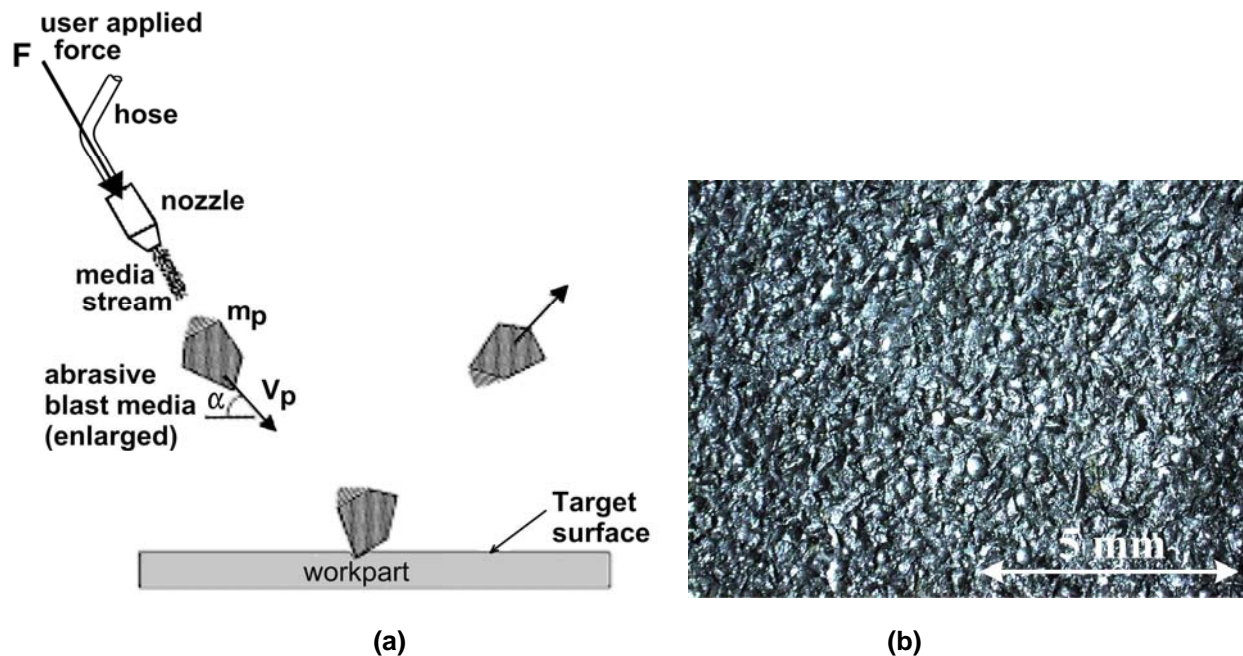 user applied
F force
hose
nozzle
media
stream
mp
abrasive
blast media
(enlarged)
α
Vp
Target
surface
workpart
5 mm
(a)
(b)